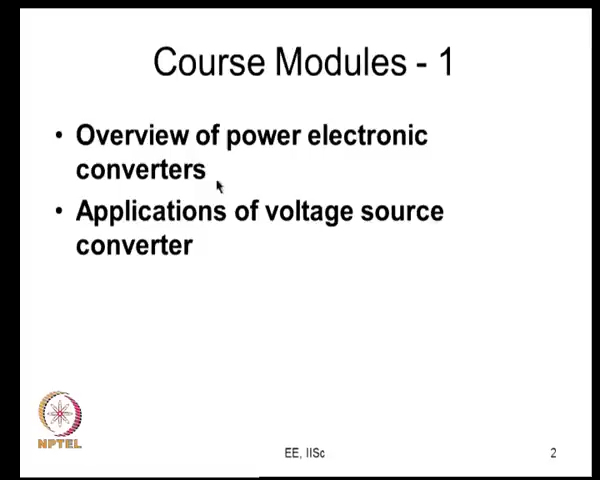 Course Modules - 1
• Overview of power electronic
converters
• Applications of voltage source
converter
NPTEL
EE, IISc
2